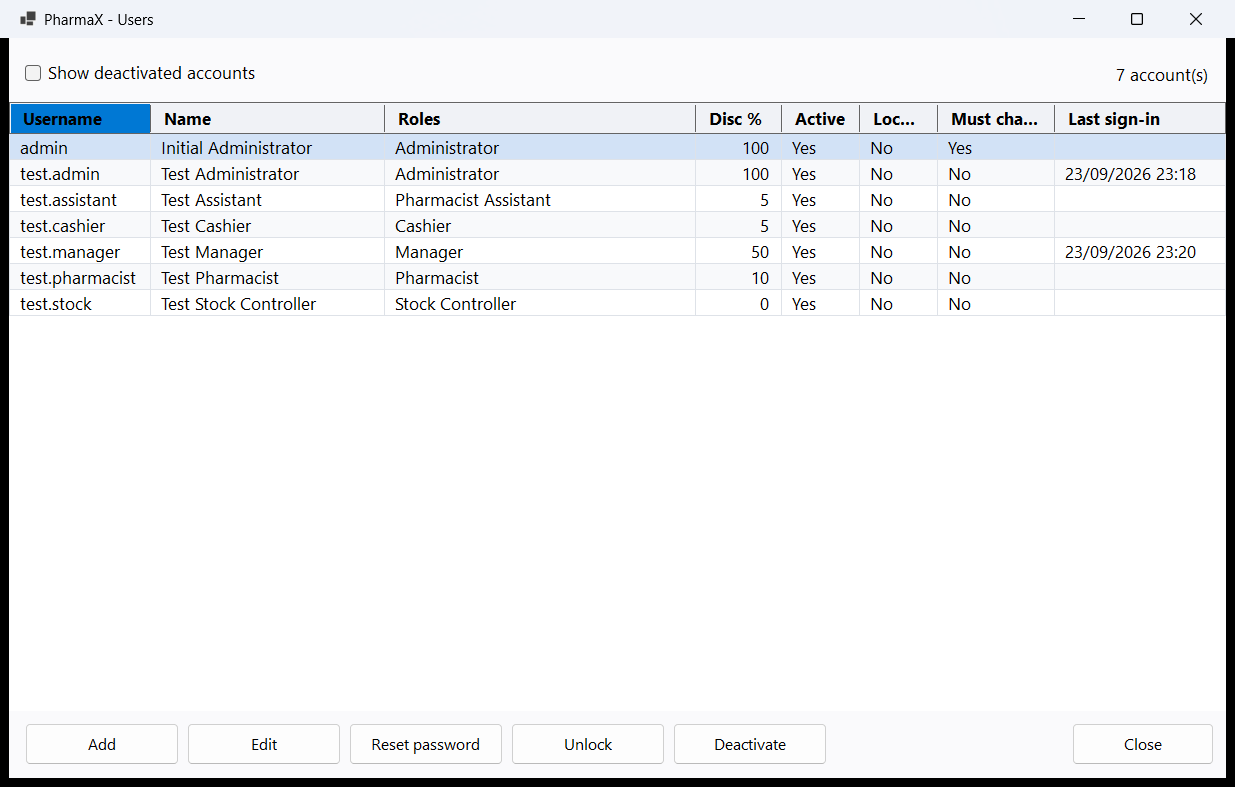 PharmaX - Users
Show deactivated accounts
7 account(s)
Username Name Roles Disc % Active Loc... Must cha... Last sign-in
admin Initial Administrator Administrator 100 Yes No Yes
test.admin Test Administrator Administrator 100 Yes No No 23/09/2026 23:18
test.assistant Test Assistant Pharmacist Assistant 5 Yes No No
test.cashier Test Cashier Cashier 5 Yes No No
test.manager Test Manager Manager 50 Yes No No 23/09/2026 23:20
test.pharmacist Test Pharmacist Pharmacist 10 Yes No No
test.stock Test Stock Controller Stock Controller 0 Yes No No
Add Edit Reset password Unlock Deactivate Close